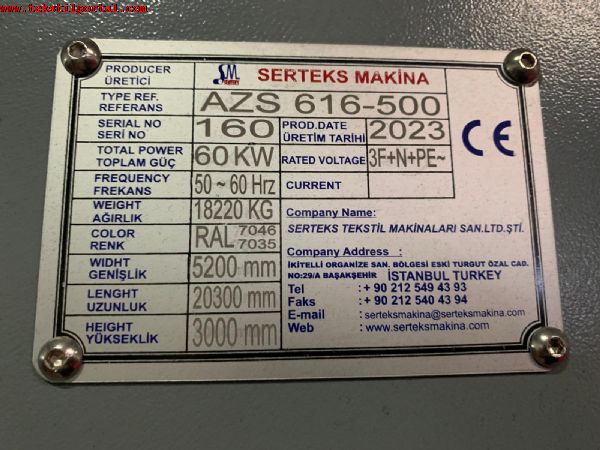 www.tekstilportal.com
PRODUCER
ÜRETİCİ
SM
SERTEKS MAKİNA
TYPE REF.
REFERANS
AZS 616-500
SERIAL NO
SERİ NO
160
PROD.DATE
ÜRETİM TARİHİ
2023
TOTAL POWER
TOPLAM GÜÇ
60 KW
RATED VOLTAGE
3F+N+PE~
FREQUENCY
FREKANS
50 ~ 60 Hrz
CURRENT
WEIGHT
AĞIRLIK
18220 KG
COLOR
RENK
RAL 7046
7035
WIDHT
GENİŞLİK
5200 mm
LENGHT
UZUNLUK
20300 mm
HEIGHT
YÜKSEKLİK
3000 mm
CE
Company Name:
SERTEKS TEKSTİL MAKİNALARI SAN.LTD.ŞTİ.
Company Address :
İKİTELLİ ORGANİZE SAN. BÖLGESİ ESKİ TURGUT ÖZAL CAD.
NO:29/A BAŞAKŞEHİR İSTANBUL TURKEY
Tel : + 90 212 549 43 93
Faks : + 90 212 540 43 94
E-mail : serteksmakina@serteksmakina.com
Web : www.serteksmakina.com